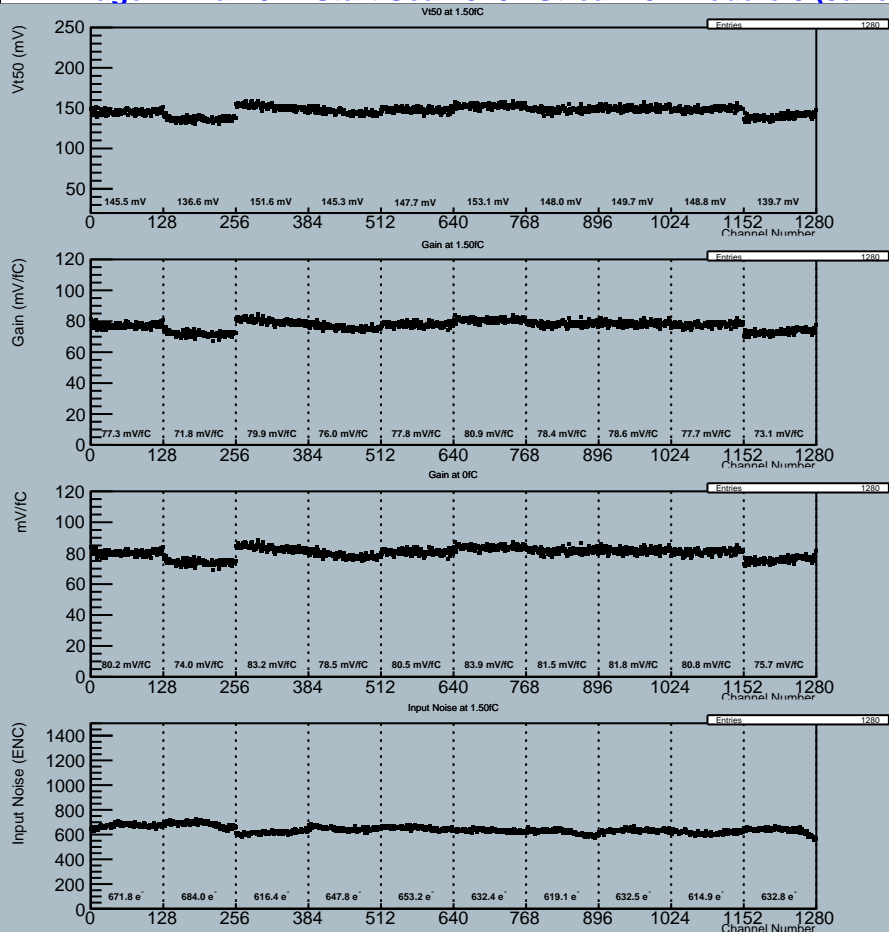 Vt50 at 1.50fC
Entries 1280
Vt50 (mV)
250
200
150
100
50
145.5 mV 136.6 mV 151.6 mV 145.3 mV 147.7 mV 153.1 mV 148.0 mV 149.7 mV 148.8 mV 139.7 mV
0 128 256 384 512 640 768 896 1024 1152 1280
Channel Number
Gain at 1.50fC
Entries 1280
Gain (mV/fC)
120
100
80
60
40
20
0
77.3 mV/fC 71.8 mV/fC 79.9 mV/fC 76.0 mV/fC 77.8 mV/fC 80.9 mV/fC 78.4 mV/fC 78.6 mV/fC 77.7 mV/fC 73.1 mV/fC
0 128 256 384 512 640 768 896 1024 1152 1280
Channel Number
Gain at 0fC
Entries 1280
mV/fC
120
100
80
60
40
20
0
80.2 mV/fC 74.0 mV/fC 83.2 mV/fC 78.5 mV/fC 80.5 mV/fC 83.9 mV/fC 81.5 mV/fC 81.8 mV/fC 80.8 mV/fC 75.7 mV/fC
0 128 256 384 512 640 768 896 1024 1152 1280
Channel Number
Input Noise at 1.50fC
Entries 1280
Input Noise (ENC)
1400
1200
1000
800
600
400
200
0
671.8 e⁻ 684.0 e⁻ 616.4 e⁻ 647.8 e⁻ 653.2 e⁻ 632.4 e⁻ 619.1 e⁻ 632.5 e⁻ 614.9 e⁻ 632.8 e⁻
0 128 256 384 512 640 768 896 1024 1152 1280
Channel Number